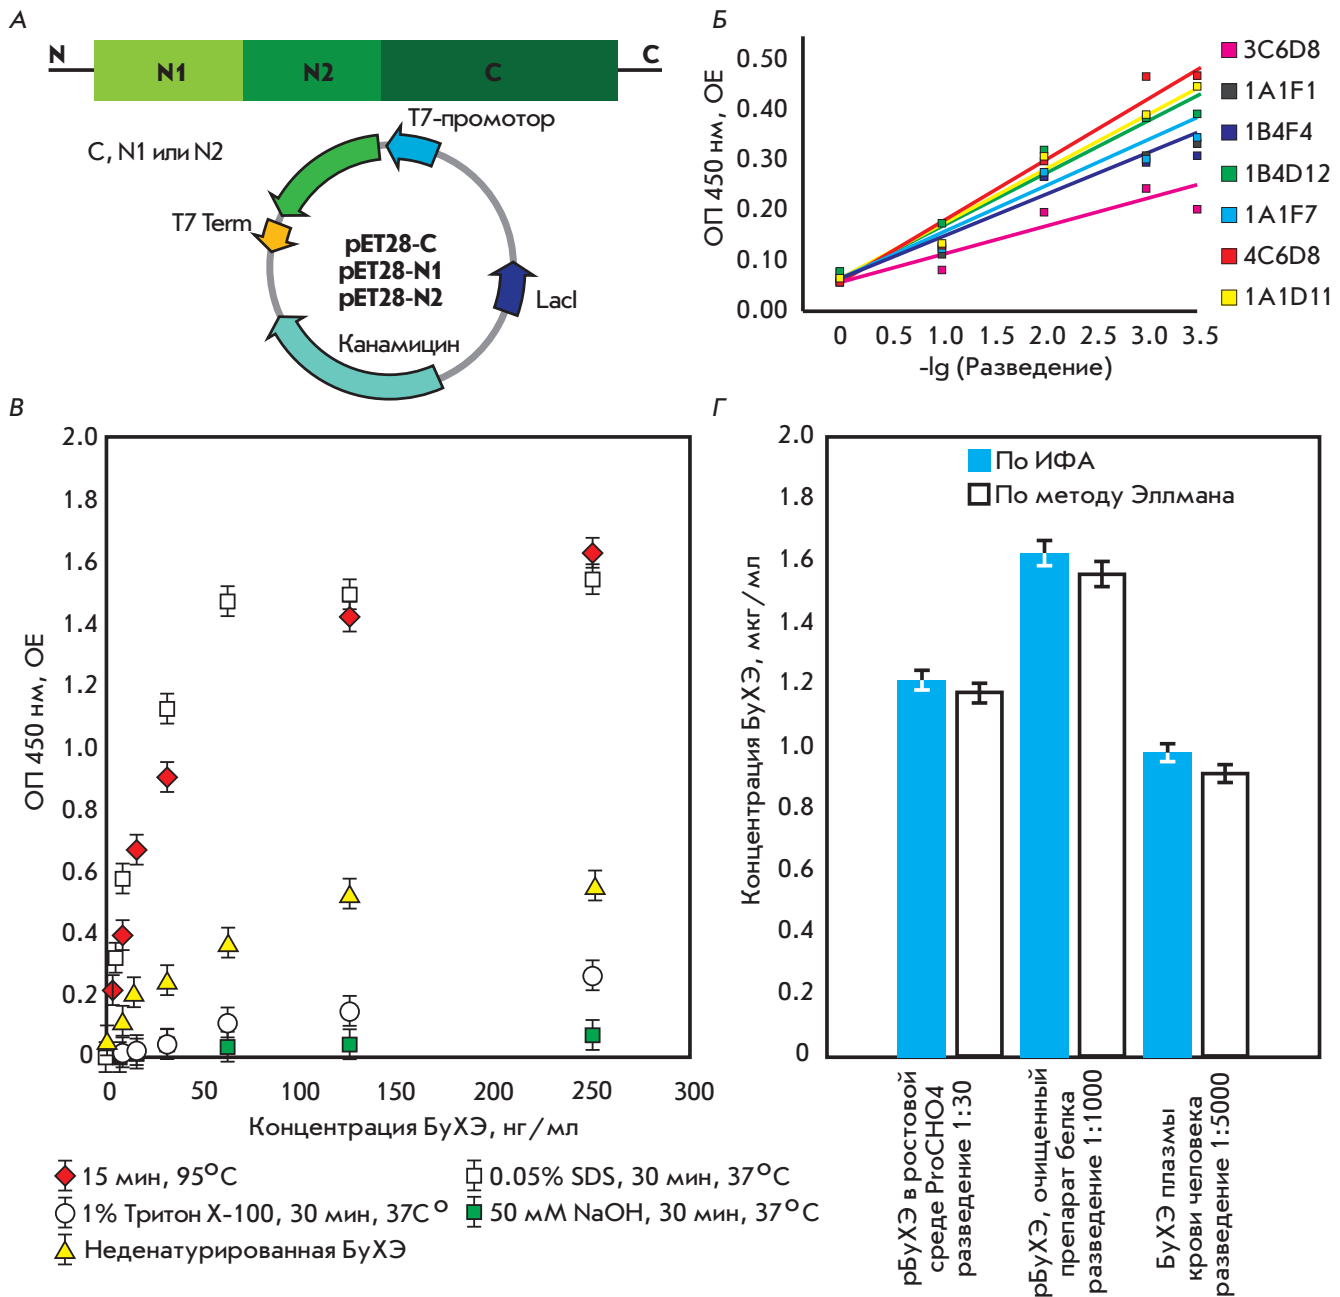 А
N
N1
N2
C
C
T7-промотор
C, N1 или N2
T7 Term
pET28-C
pET28-N1
pET28-N2
LacI
Канамицин
Б
ОП 450 нм, ОЕ
0.50
0.40
0.30
0.20
0.10
0.00
0 0.5 1.0 1.5 2.0 2.5 3.0 3.5
-lg (Разведение)
3C6D8
1A1F1
1B4F4
1B4D12
1A1F7
4C6D8
1A1D11
В
ОП 450 нм, ОЕ
2.0
1.8
1.6
1.4
1.2
1.0
0.8
0.6
0.4
0.2
0
0 50 100 150 200 250 300
Концентрация БуХЭ, нг/мл
15 мин, 95°C
0.05% SDS, 30 мин, 37°C
1% Тритон X-100, 30 мин, 37C°
50 мМ NaOH, 30 мин, 37°C
Неденатурированная БуХЭ
Г
Концентрация БуХЭ, мкг/мл
2.0
1.8
1.6
1.4
1.2
1.0
0.8
0.6
0.4
0.2
0
По ИФА
По методу Эллмана
рБуХЭ в ростовой
среде ProCHO4
разведение 1:30
рБуХЭ, очищенный
препарат белка
разведение 1:1000
БуХЭ плазмы
крови человека
разведение 1:5000